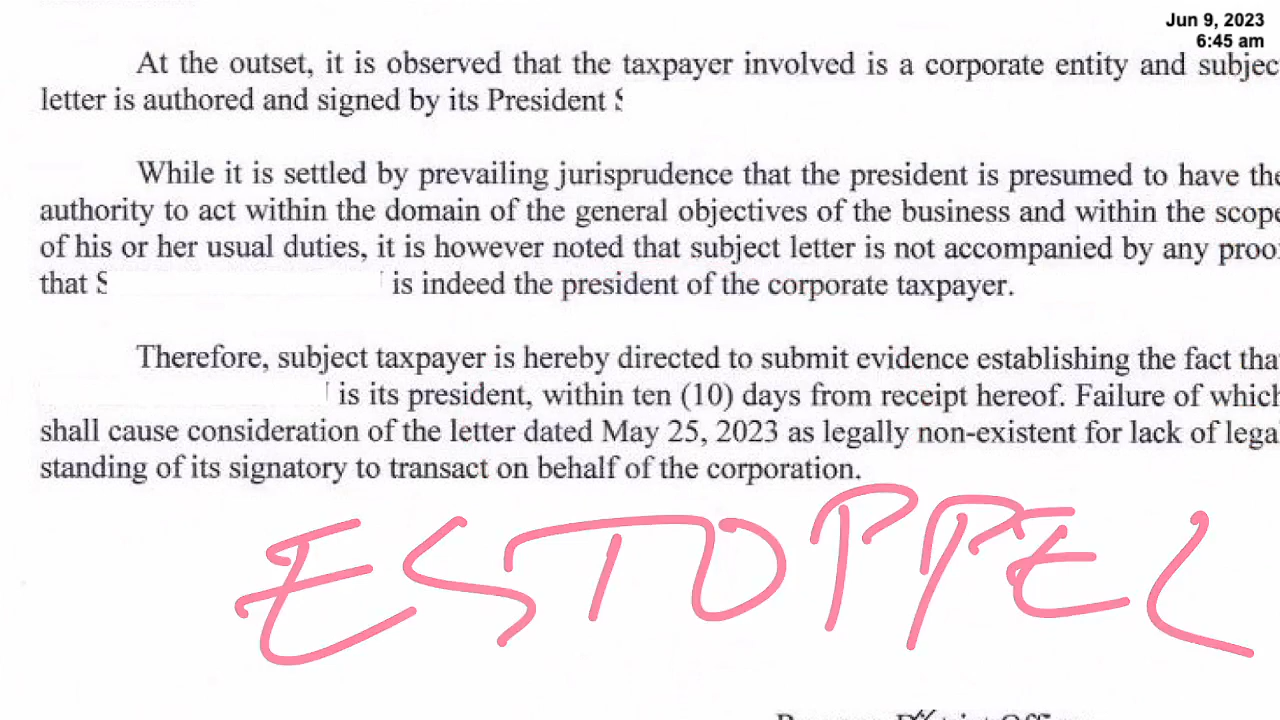 Jun 9, 2023
6:45 am
At the outset, it is observed that the taxpayer involved is a corporate entity and subjec
letter is authored and signed by its President S
While it is settled by prevailing jurisprudence that the president is presumed to have the
authority to act within the domain of the general objectives of the business and within the scope
of his or her usual duties, it is however noted that subject letter is not accompanied by any proo
that S is indeed the president of the corporate taxpayer.
Therefore, subject taxpayer is hereby directed to submit evidence establishing the fact tha
is its president, within ten (10) days from receipt hereof. Failure of which
shall cause consideration of the letter dated May 25, 2023 as legally non-existent for lack of legal
standing of its signatory to transact on behalf of the corporation.
ESTOPPEL